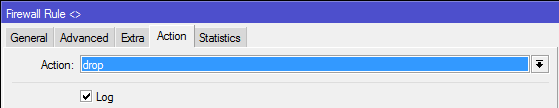 Firewall Rule <>
General Advanced Extra Action Statistics
Action: drop
Log